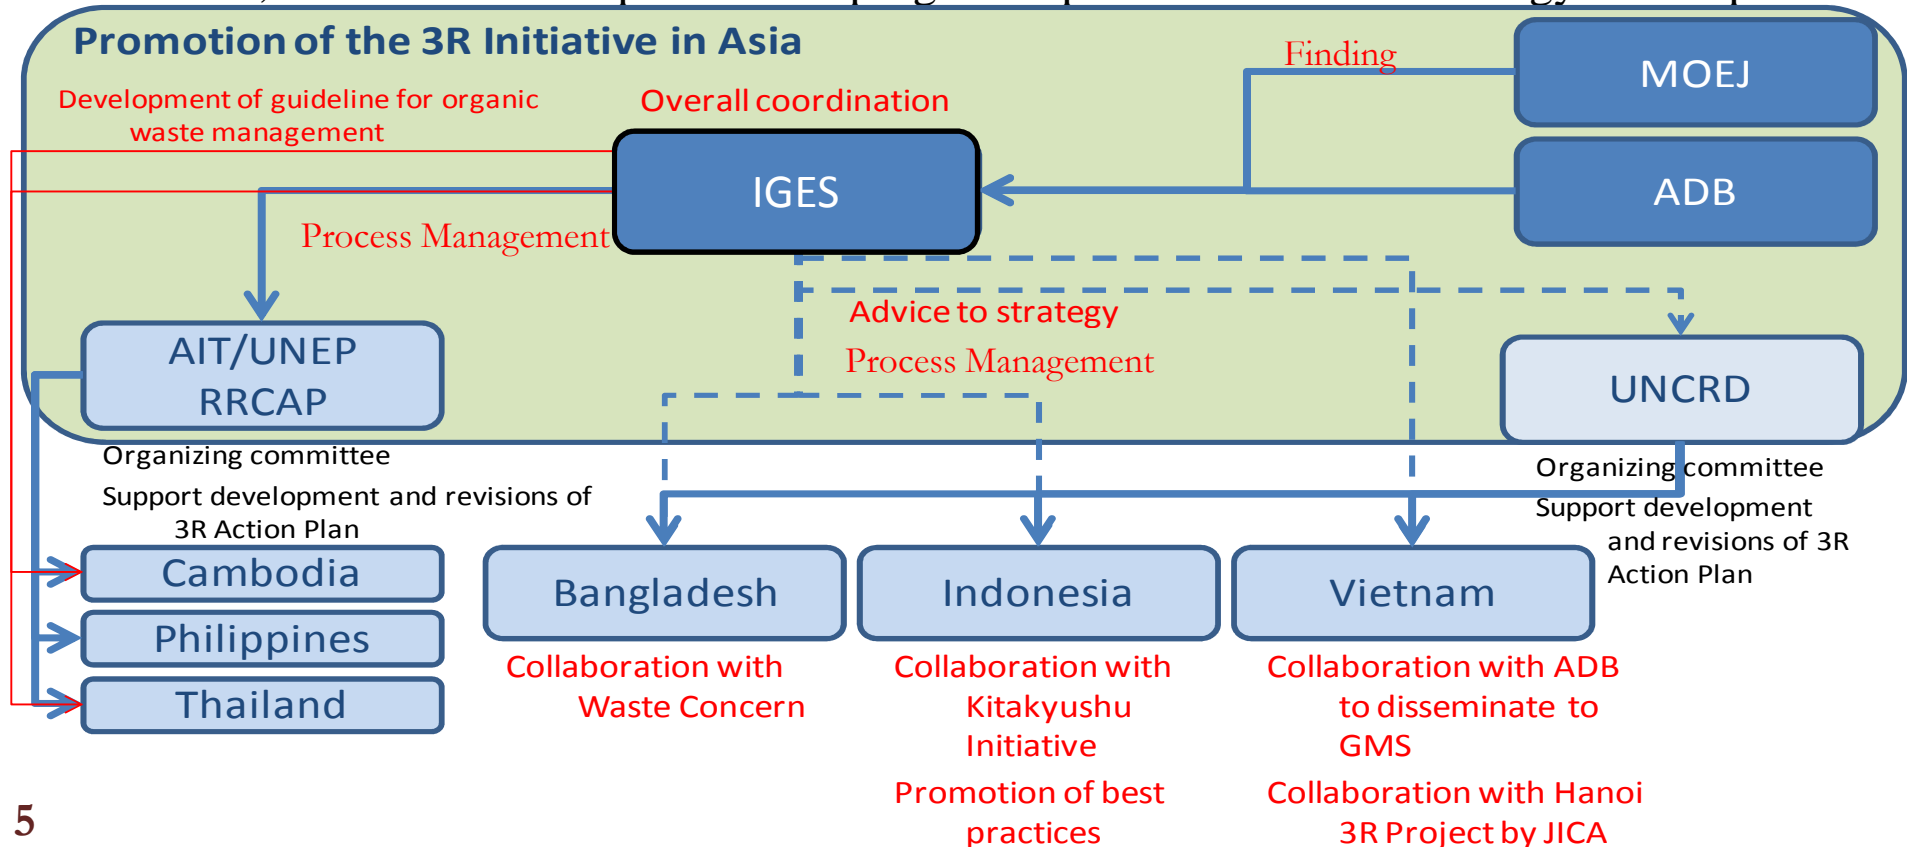 Promotion of the 3R Initiative in Asia
Finding
MOEJ
Development of guideline for organic
waste management
Overall coordination
IGES
ADB
Process Management
Advice to strategy
Process Management
AIT/UNEP
RRCAP
UNCRD
Organizing committee
Support development and revisions of
3R Action Plan
Organizing committee
Support development
and revisions of 3R
Action Plan
Cambodia
Philippines
Thailand
Bangladesh
Indonesia
Vietnam
Collaboration with
Waste Concern
Collaboration with
Kitakyushu
Initiative
Promotion of best
practices
Collaboration with ADB
to disseminate to
GMS
Collaboration with Hanoi
3R Project by JICA
5